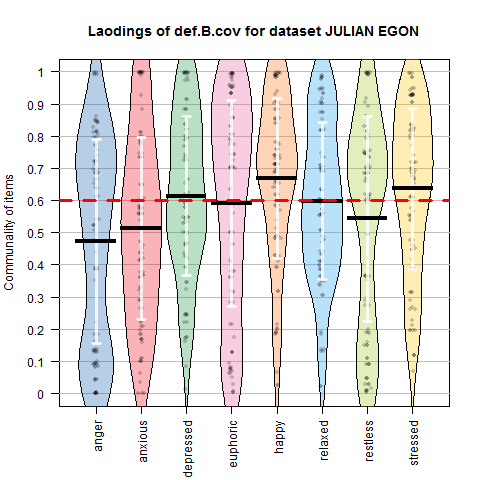 Laodings of def.B.cov for dataset JULIAN EGON
Communality of items
1
0.9
0.8
0.7
0.6
0.5
0.4
0.3
0.2
0.1
0
anger
anxious
depressed
euphoric
happy
relaxed
restless
stressed